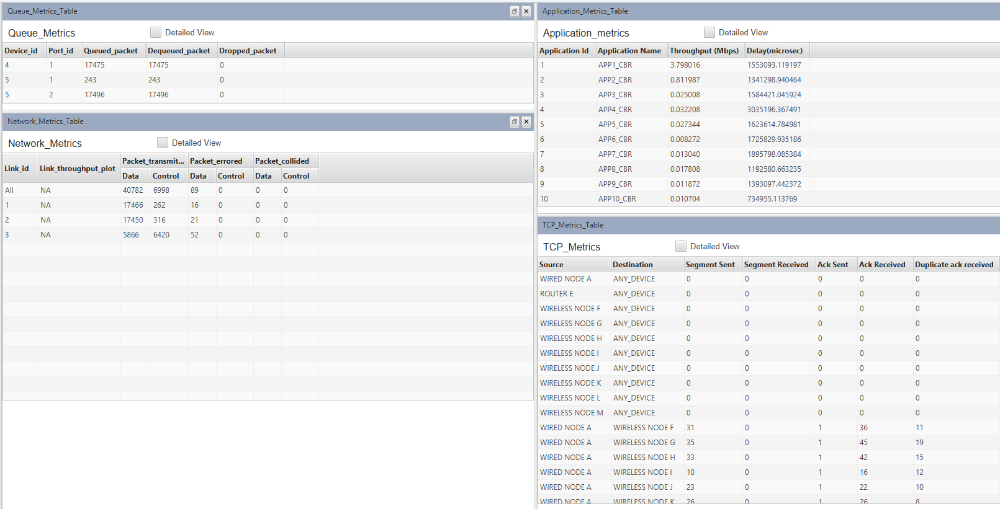 Queue_Metrics_Table
Queue_Metrics Detailed View
Device_id Port_id Queued_packet Dequeued_packet Dropped_packet
4 1 17475 17475 0
5 1 243 243 0
5 2 17496 17496 0
Network_Metrics_Table
Network_Metrics Detailed View
Link_id Link_throughput_plot Packet_transmit... Packet_errored Packet_collided
Data Control Data Control Data Control
All NA 40782 6998 89 0 0 0
1 NA 17466 262 16 0 0 0
2 NA 17450 316 21 0 0 0
3 NA 5866 6420 52 0 0 0
Application_Metrics_Table
Application_metrics Detailed View
Application Id Application Name Throughput (Mbps) Delay(microsec)
1 APP1_CBR 3.798016 1553093.119197
2 APP2_CBR 0.811987 1341298.940464
3 APP3_CBR 0.025008 1584421.045924
4 APP4_CBR 0.032208 3035196.367491
5 APP5_CBR 0.027344 1623614.784981
6 APP6_CBR 0.008272 1725829.935186
7 APP7_CBR 0.013040 1895798.085384
8 APP8_CBR 0.017808 1192580.663235
9 APP9_CBR 0.011872 1393097.442372
10 APP10_CBR 0.010704 734955.113769
TCP_Metrics_Table
TCP_Metrics Detailed View
Source Destination Segment Sent Segment Received Ack Sent Ack Received Duplicate ack received
WIRED NODE A ANY_DEVICE 0 0 0 0 0
ROUTER E ANY_DEVICE 0 0 0 0 0
WIRELESS NODE F ANY_DEVICE 0 0 0 0 0
WIRELESS NODE G ANY_DEVICE 0 0 0 0 0
WIRELESS NODE H ANY_DEVICE 0 0 0 0 0
WIRELESS NODE I ANY_DEVICE 0 0 0 0 0
WIRELESS NODE J ANY_DEVICE 0 0 0 0 0
WIRELESS NODE K ANY_DEVICE 0 0 0 0 0
WIRELESS NODE L ANY_DEVICE 0 0 0 0 0
WIRELESS NODE M ANY_DEVICE 0 0 0 0 0
WIRED NODE A WIRELESS NODE F 31 0 1 36 11
WIRED NODE A WIRELESS NODE G 35 0 1 45 19
WIRED NODE A WIRELESS NODE H 33 0 1 42 15
WIRED NODE A WIRELESS NODE I 10 0 1 16 12
WIRED NODE A WIRELESS NODE J 23 0 1 22 10
WIRED NODE A WIRELESS NODE K 26 0 1 26 8